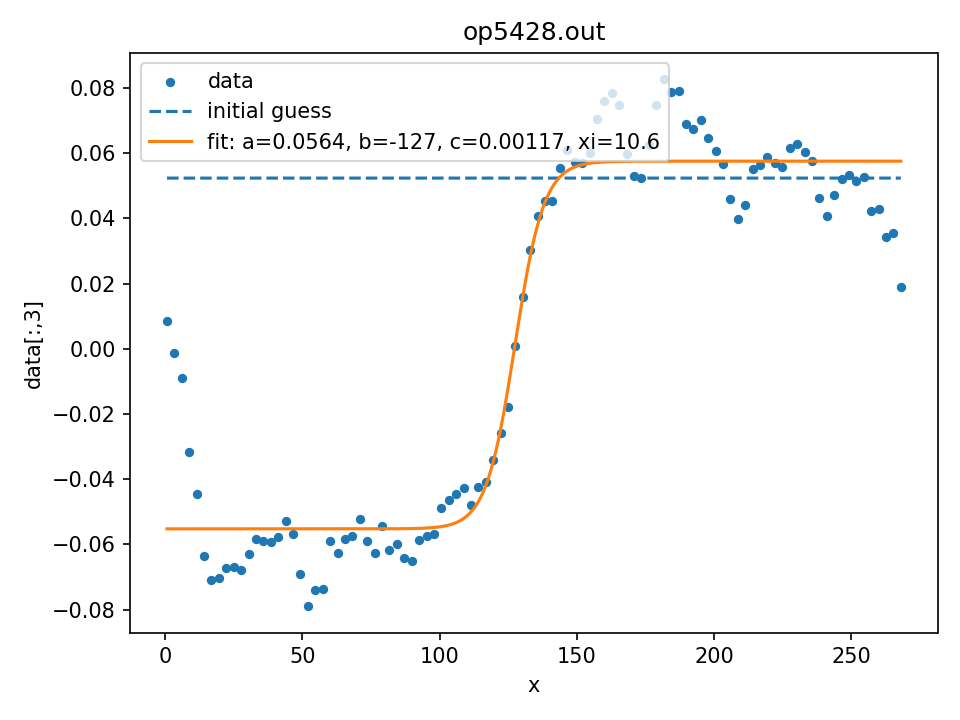 op5428.out
data
initial guess
fit: a=0.0564, b=-127, c=0.00117, xi=10.6
0.08
0.06
0.04
0.02
0.00
−0.02
−0.04
−0.06
−0.08
data[:,3]
0
50
100
150
200
250
x